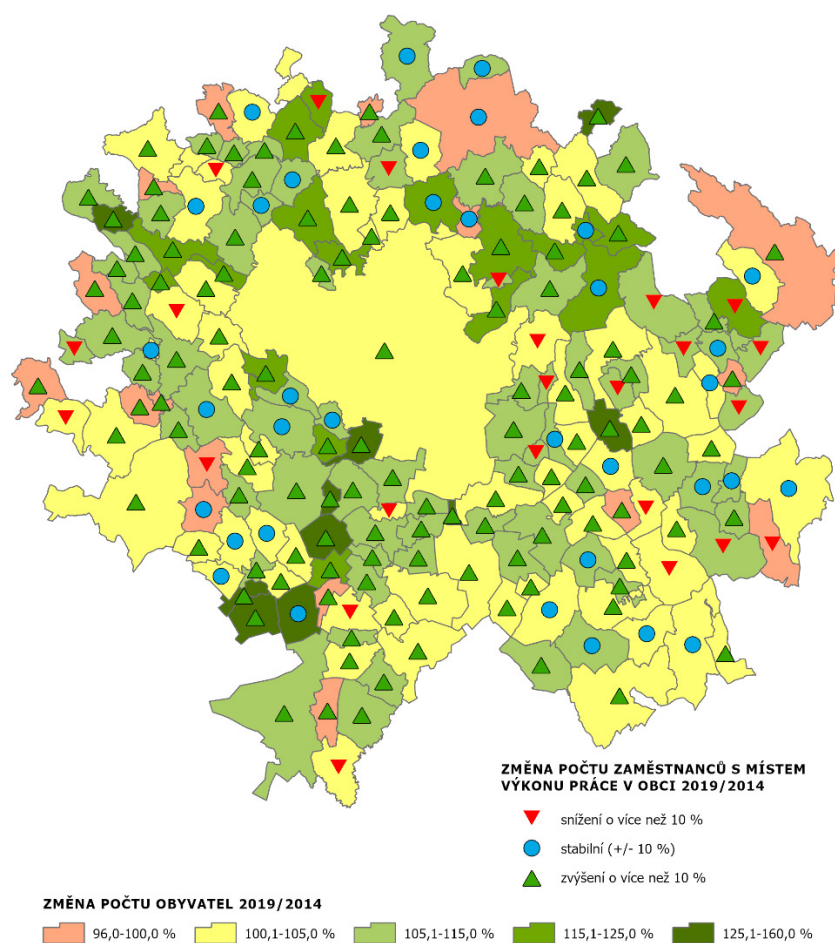 ZMĚNA POČTU ZAMĚSTNANCŮ S MÍSTEM
VÝKONU PRÁCE V OBCI 2019/2014
snížení o více než 10 %
stabilní (+/- 10 %)
zvýšení o více než 10 %
ZMĚNA POČTU OBYVATEL 2019/2014
96,0-100,0 %
100,1-105,0 %
105,1-115,0 %
115,1-125,0 %
125,1-160,0 %